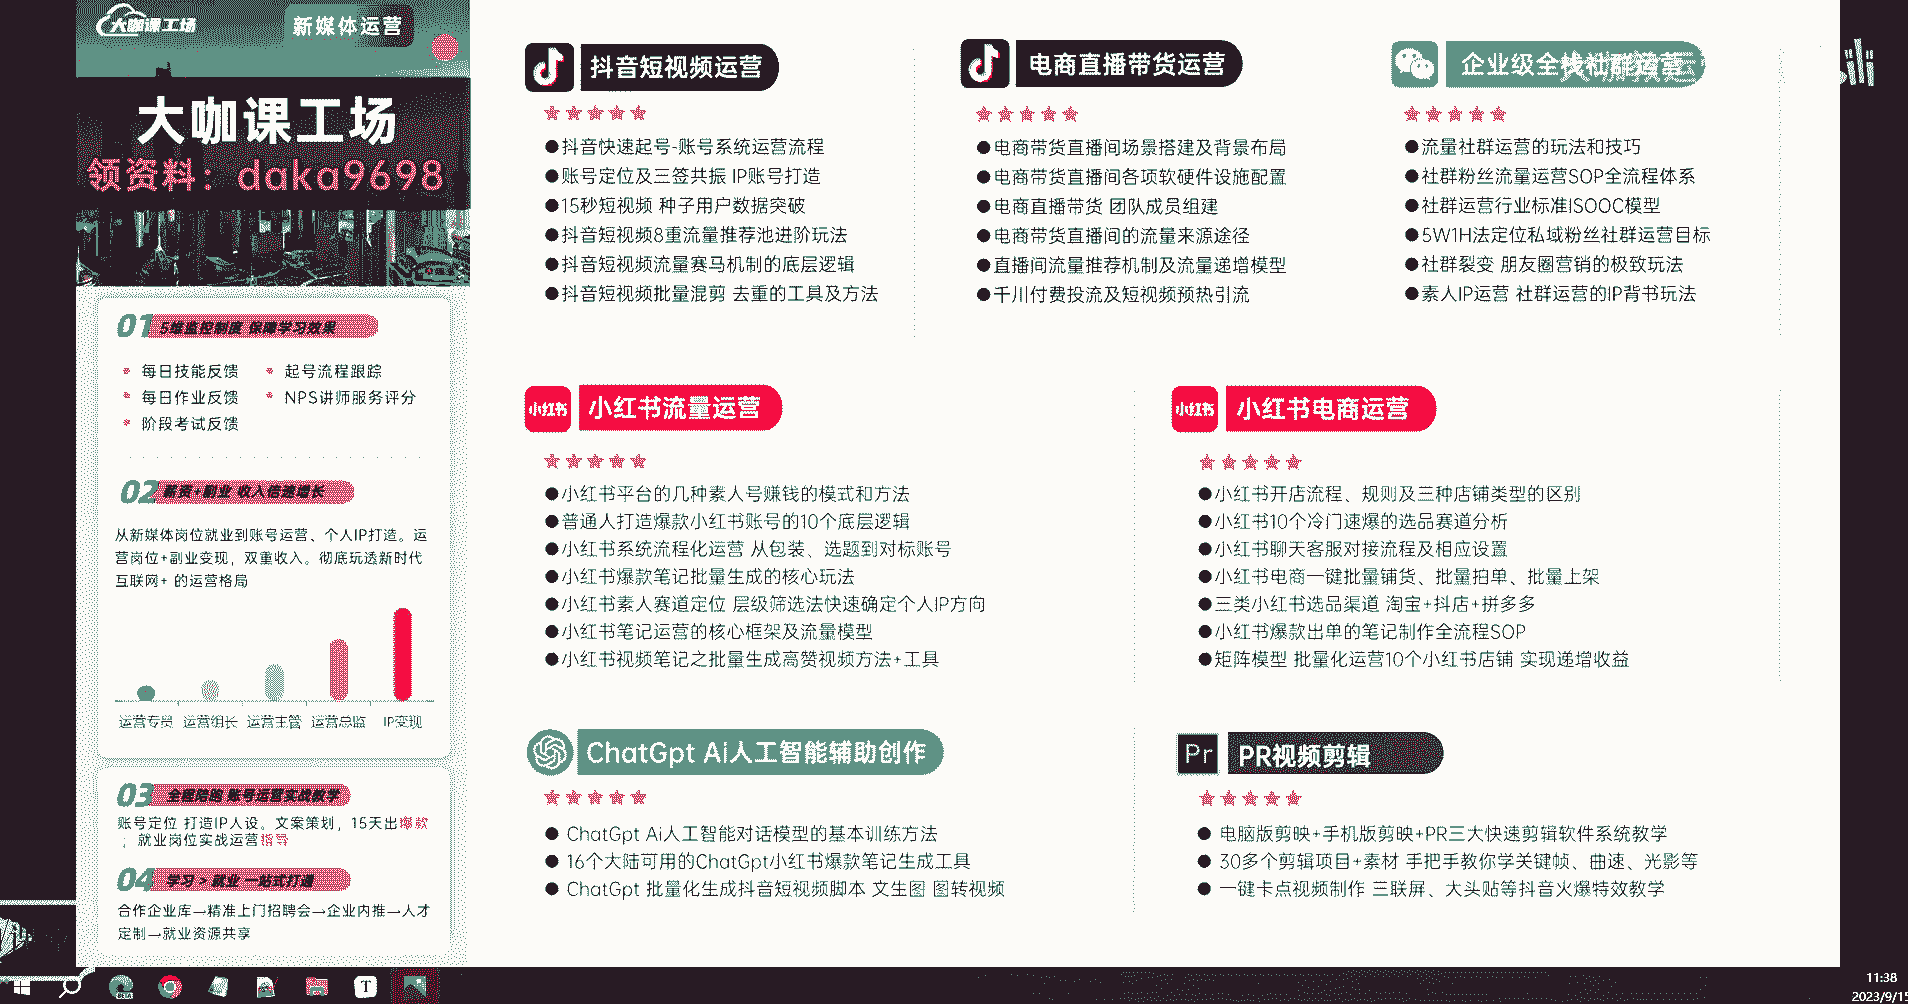 大咖课工场
新媒体运营
大咖课工场
领资料：daka9698
01 5维监控制度 保障学习效果
每日技能反馈
起号流程跟踪
每日作业反馈
NPS讲师服务评分
阶段考试反馈
02 薪资+副业 收入倍速增长
从新媒体岗位就业到账号运营、个人IP打造。运
营岗位+副业变现，双重收入。彻底玩透新时代
互联网+ 的运营格局
运营专员 运营组长 运营主管 运营总监 IP变现
03 全程陪跑 账号运营实战教学
账号定位 打造IP人设。文案策划，15天出爆款
，就业岗位实战运营指导
04 学习>就业 一站式打通
合作企业库→精准上门招聘会→企业内推→人才
定制→就业资源共享
抖音短视频运营
●抖音快速起号-账号系统运营流程
●账号定位及三签共振 IP账号打造
●15秒短视频 种子用户数据突破
●抖音短视频8重流量推荐池进阶玩法
●抖音短视频流量赛马机制的底层逻辑
●抖音短视频批量混剪 去重的工具及方法
电商直播带货运营
●电商带货直播间场景搭建及背景布局
●电商带货直播间各项软硬件设施配置
●电商直播带货 团队成员组建
●电商带货直播间的流量来源途径
●直播间流量推荐机制及流量递增模型
●千川付费投流及短视频预热引流
企业级全栈社群运营
●流量社群运营的玩法和技巧
●社群粉丝流量运营SOP全流程体系
●社群运营行业标准ISOOC模型
●5W1H法定位私域粉丝社群运营目标
●社群裂变 朋友圈营销的极致玩法
●素人IP运营 社群运营的IP背书玩法
小红书
小红书流量运营
●小红书平台的几种素人号赚钱的模式和方法
●普通人打造爆款小红书账号的10个底层逻辑
●小红书系统流程化运营 从包装、选题到对标账号
●小红书爆款笔记批量生成的核心玩法
●小红书素人赛道定位 层级筛选法快速确定个人IP方向
●小红书笔记运营的核心框架及流量模型
●小红书视频笔记之批量生成高赞视频方法+工具
小红书
小红书电商运营
●小红书开店流程、规则及三种店铺类型的区别
●小红书10个冷门速爆的选品赛道分析
●小红书聊天客服对接流程及相应设置
●小红书电商一键批量铺货、批量拍单、批量上架
●三类小红书选品渠道 淘宝+抖店+拼多多
●小红书爆款出单的笔记制作全流程SOP
●矩阵模型 批量化运营10个小红书店铺 实现递增收益
ChatGpt Ai人工智能辅助创作
● ChatGpt Ai人工智能对话模型的基本训练方法
● 16个大陆可用的ChatGpt小红书爆款笔记生成工具
● ChatGpt 批量化生成抖音短视频脚本 文生图 图转视频
Pr
PR视频剪辑
● 电脑版剪映+手机版剪映+PR三大快速剪辑软件系统教学
● 30多个剪辑项目+素材 手把手教你学关键帧、曲速、光影等
● 一键卡点视频制作 三联屏、大头贴等抖音火爆特效教学
BETA
T
11:38
2023/9/15